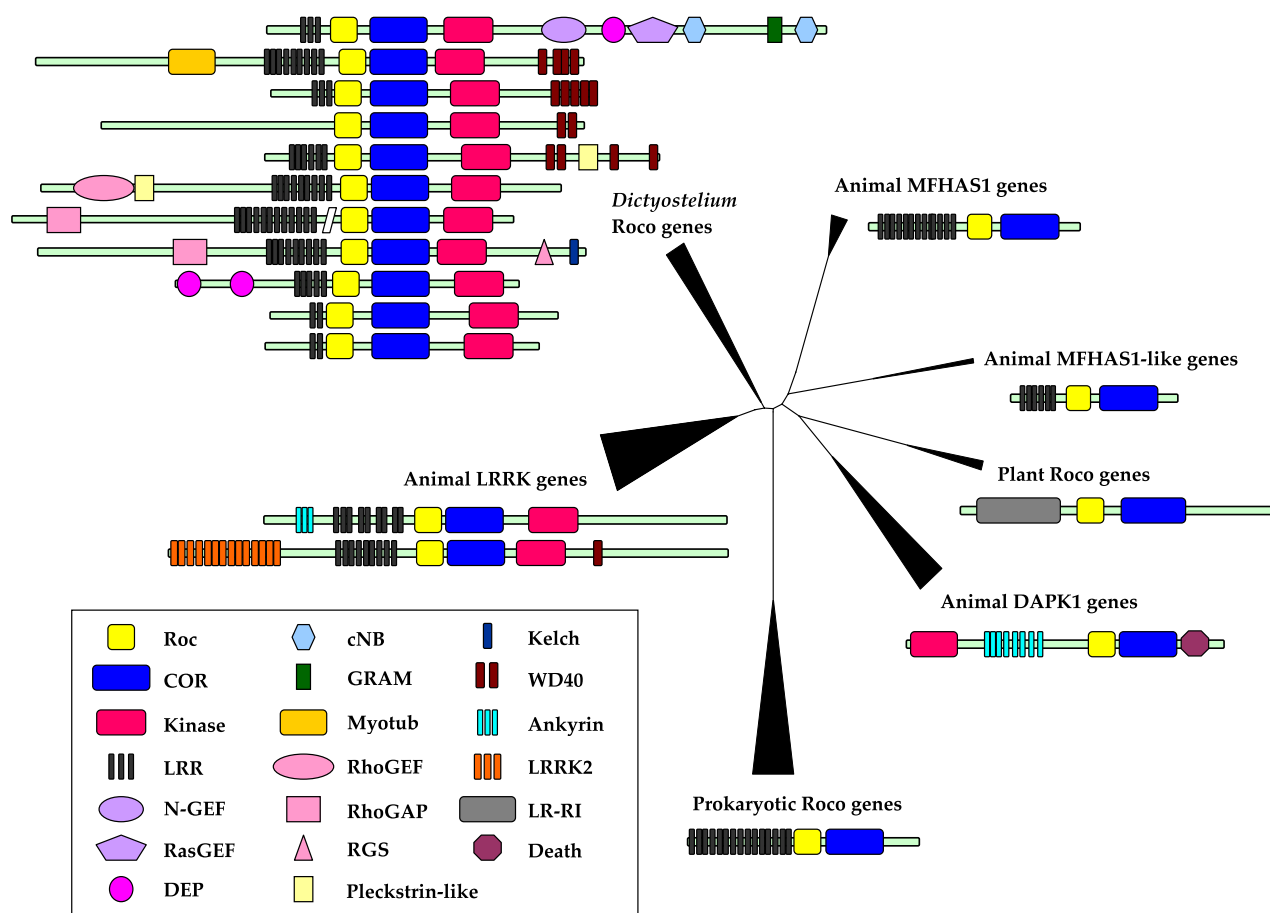 Dictyostelium
Roco genes
Animal MFHAS1 genes
Animal MFHAS1-like genes
Plant Roco genes
Animal LRRK genes
Animal DAPK1 genes
Prokaryotic Roco genes
Roc
cNB
Kelch
COR
GRAM
WD40
Kinase
Myotub
Ankyrin
LRR
RhoGEF
LRRK2
N-GEF
RhoGAP
LR-RI
RasGEF
RGS
Death
DEP
Pleckstrin-like